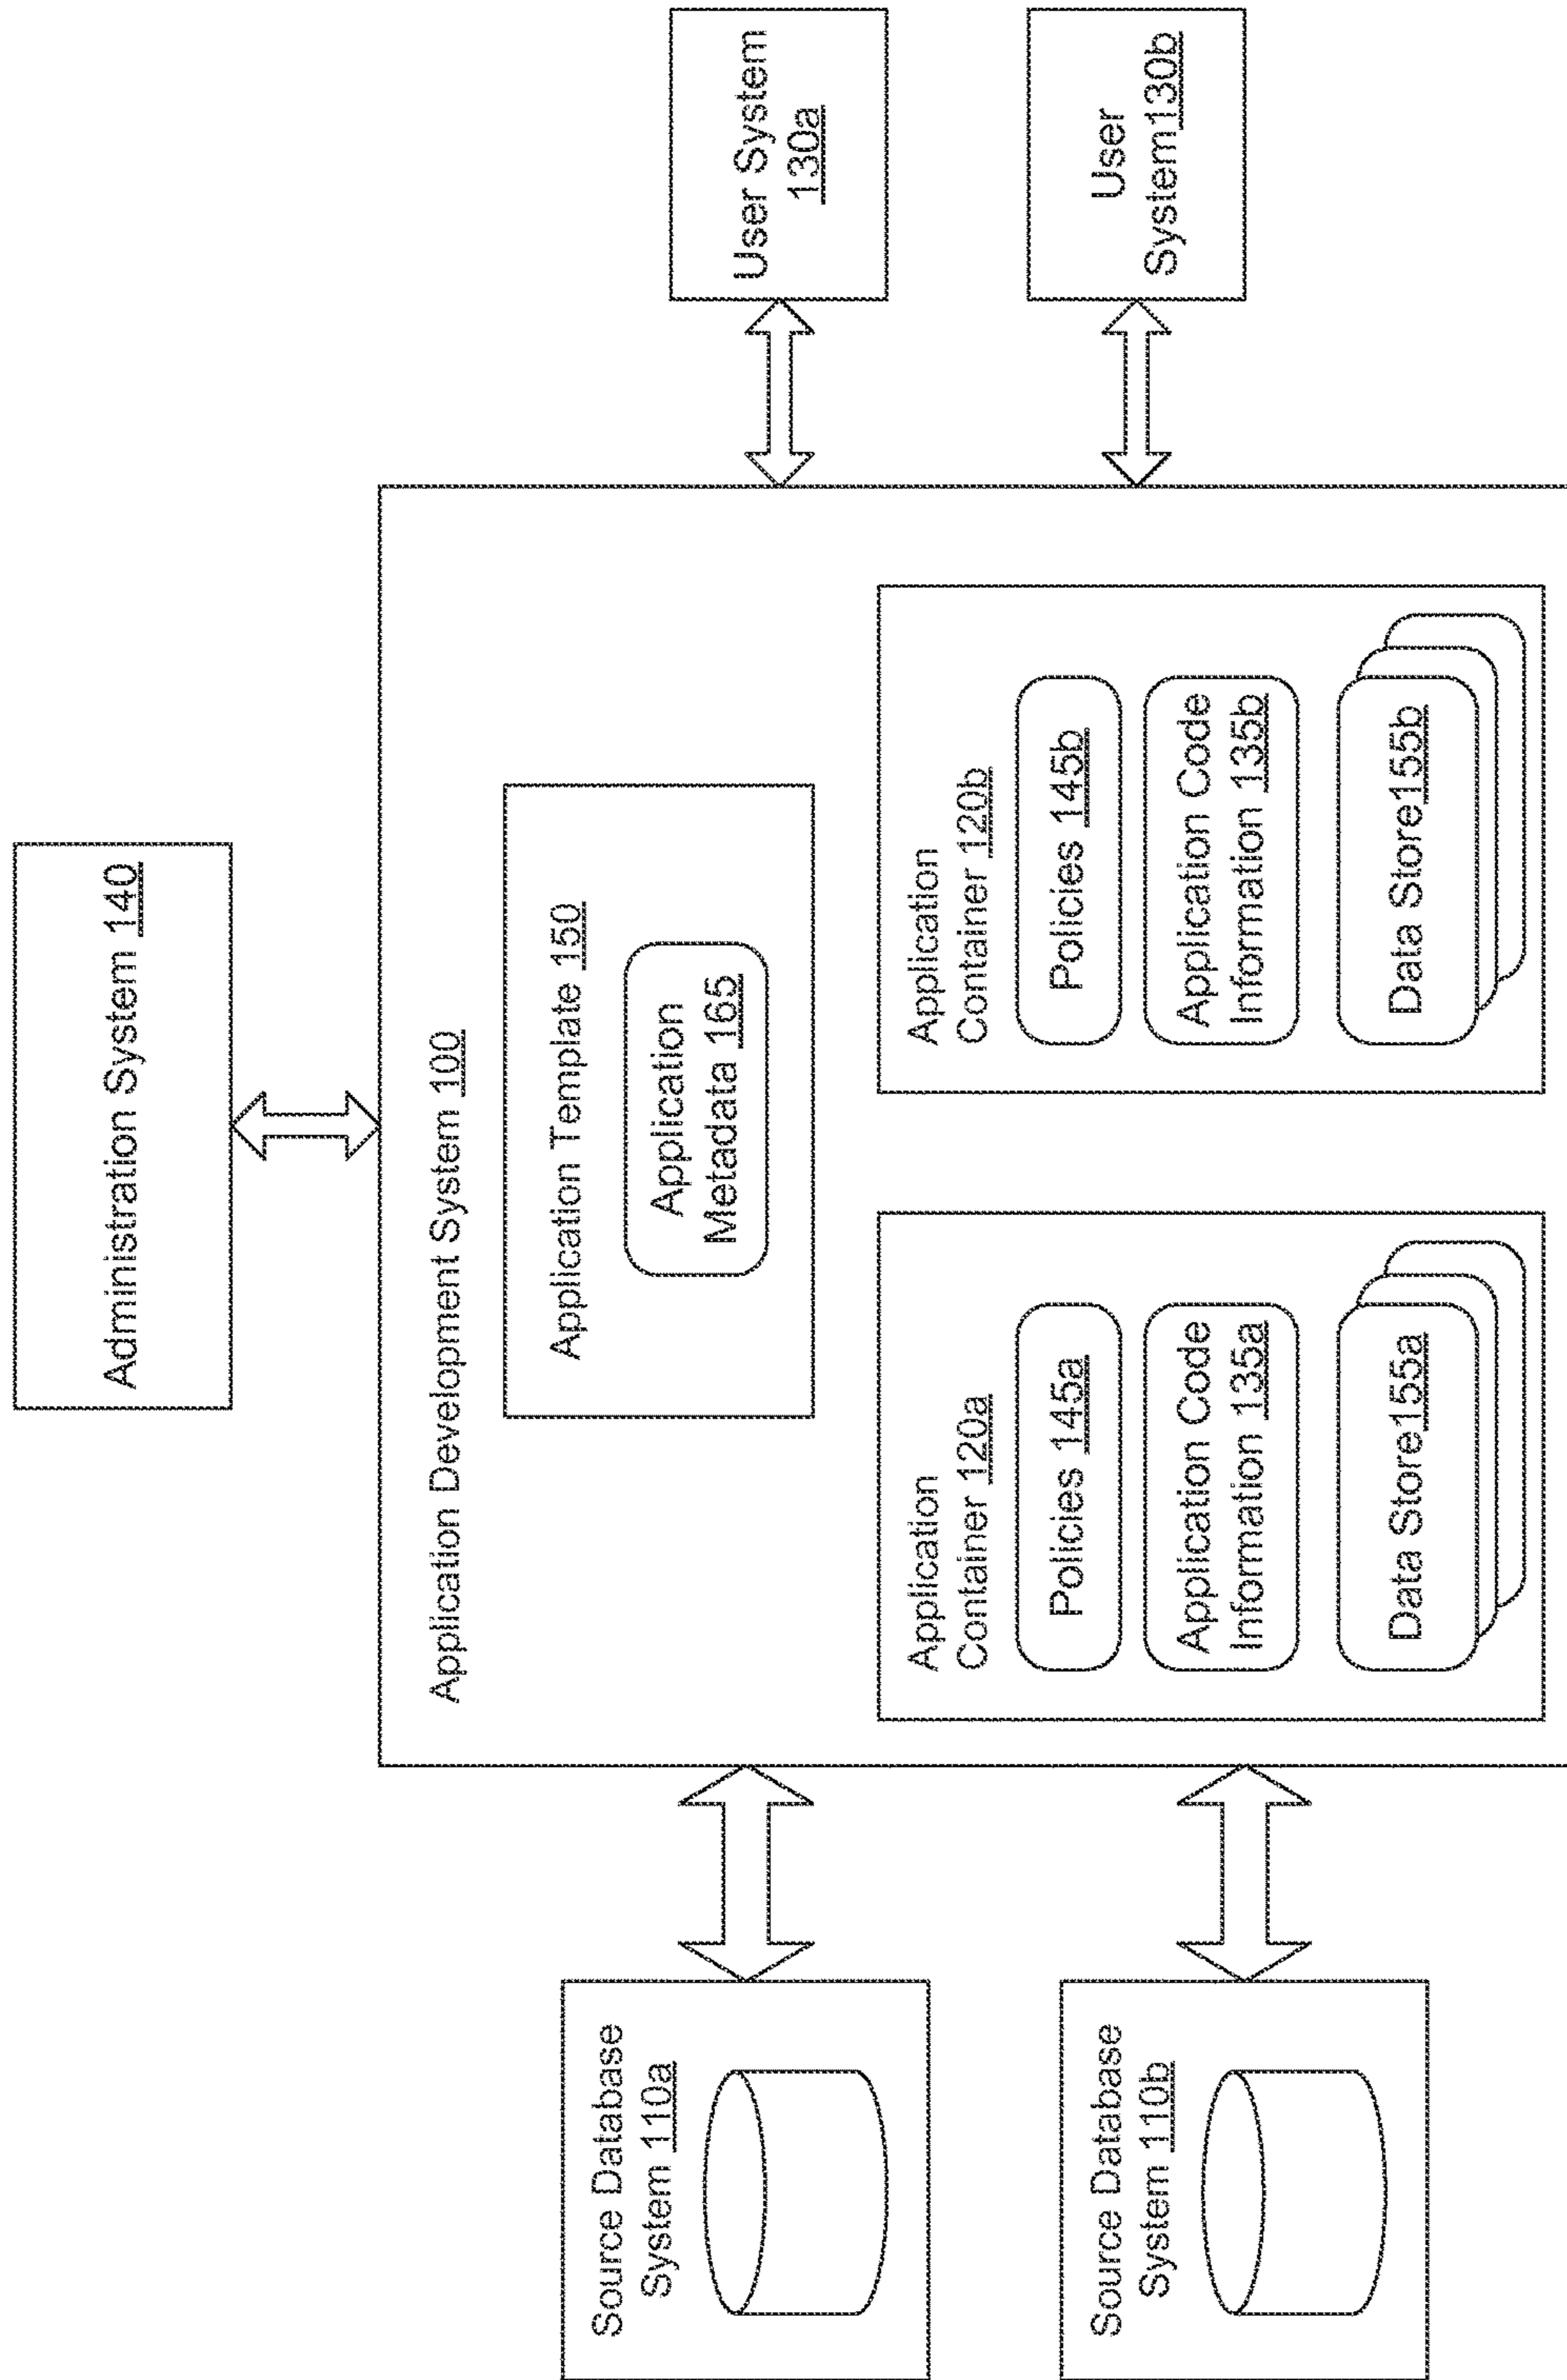 Administration System 140
Application Development System 100
Application Template 150
Application
Metadata 165
Source Database
System 110a
Source Database
System 110b
Application
Container 120a
Policies 145a
Application Code
Information 135a
Data Store155a
Application
Container 120b
Policies 145b
Application Code
Information 135b
Data Store155b
User System
130a
User
System130b